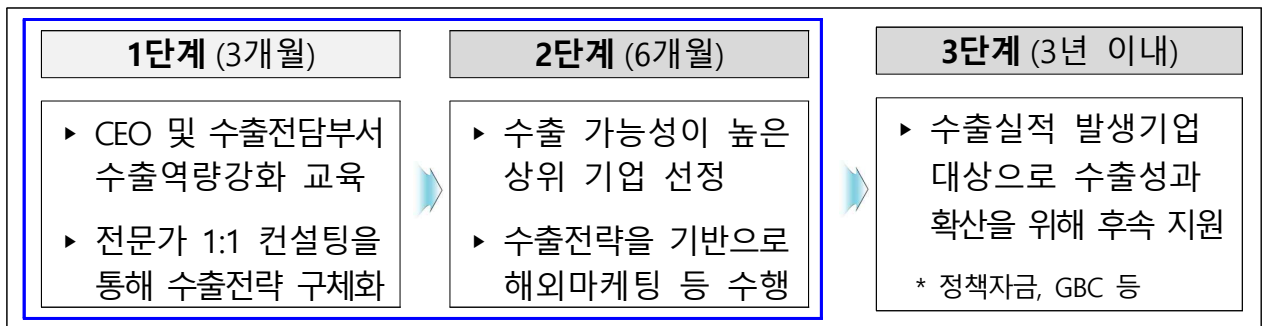 1단계 (3개월)
▸ CEO 및 수출전담부서
수출역량강화 교육
▸ 전문가 1:1 컨설팅을
통해 수출전략 구체화
2단계 (6개월)
▸ 수출 가능성이 높은
상위 기업 선정
▸ 수출전략을 기반으로
해외마케팅 등 수행
3단계 (3년 이내)
▸ 수출실적 발생기업
대상으로 수출성과
확산을 위해 후속 지원
* 정책자금, GBC 등